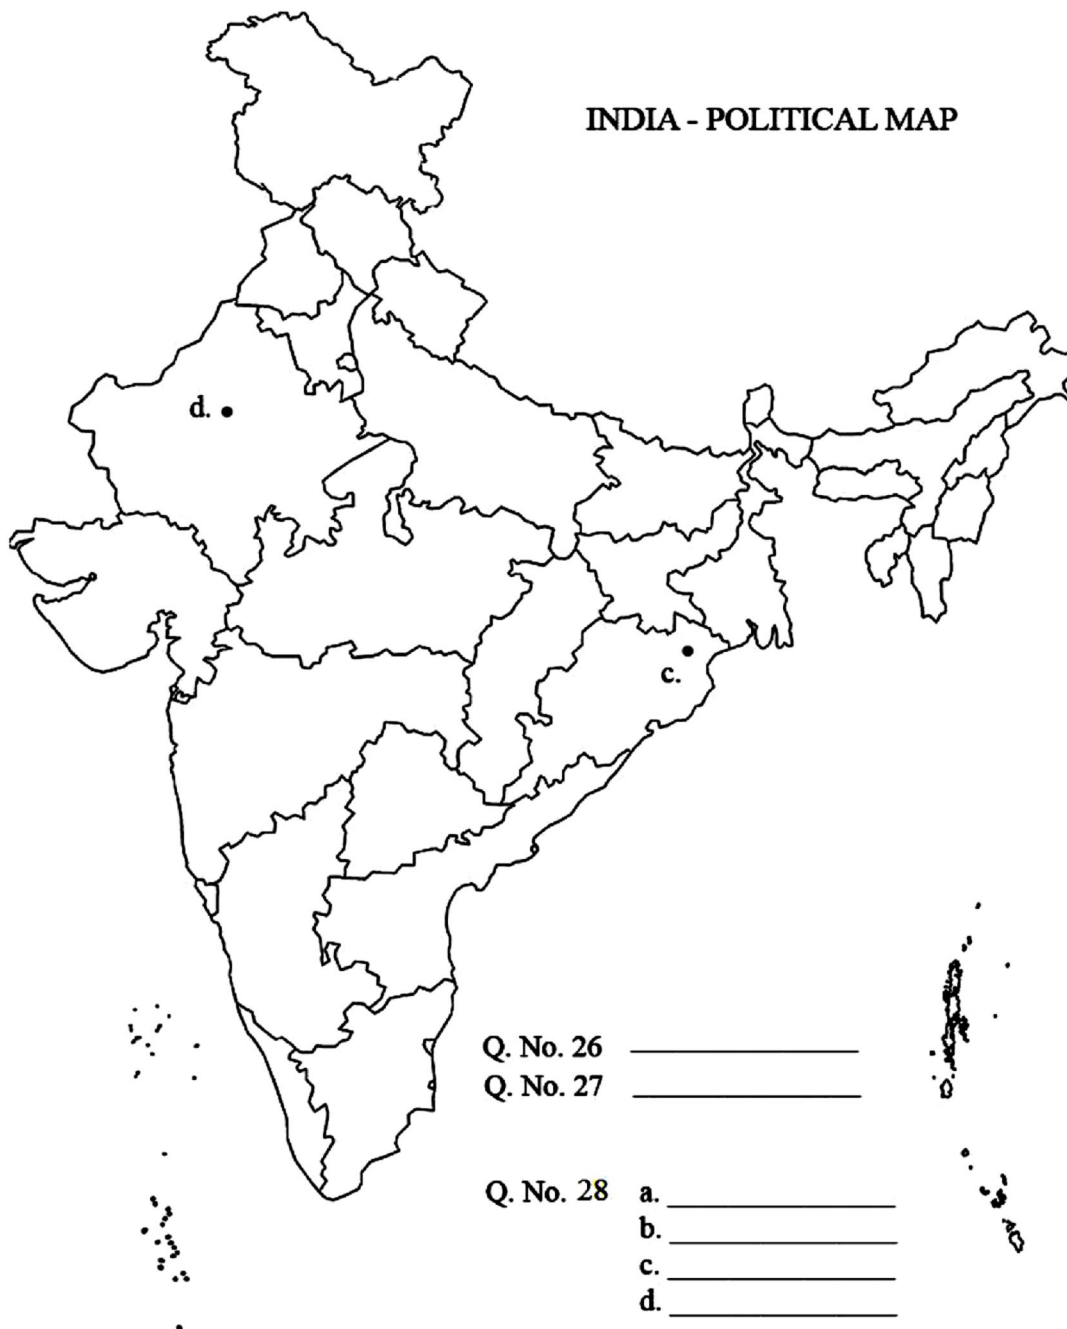 INDIA - POLITICAL MAP
d.
c.
Q. No. 26
Q. No. 27
Q. No. 28 a.
b.
c.
d.